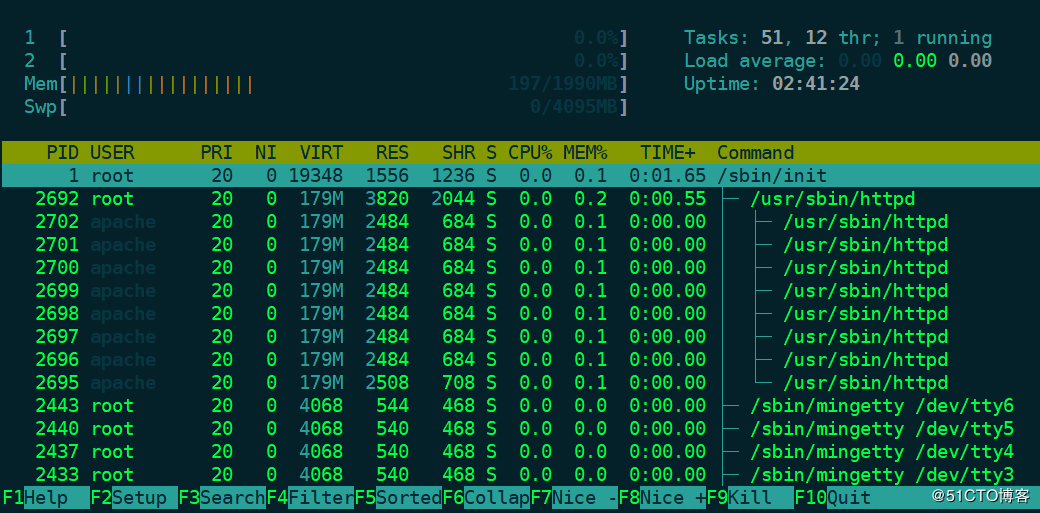 1 [ 0.0%] Tasks: 51, 12 thr; 1 running
2 [ 0.0%] Load average: 0.00 0.00 0.00
Mem[||||||||||||||||| 197/1990MB] Uptime: 02:41:24
Swp[ 0/4095MB]
PID USER PRI NI VIRT RES SHR S CPU% MEM% TIME+ Command
1 root 20 0 19348 1556 1236 S 0.0 0.1 0:01.65 /sbin/init
2692 root 20 0 179M 3820 2044 S 0.0 0.2 0:00.55 ├─ /usr/sbin/httpd
2702 apache 20 0 179M 2484 684 S 0.0 0.1 0:00.00 │ ├─ /usr/sbin/httpd
2701 apache 20 0 179M 2484 684 S 0.0 0.1 0:00.00 │ ├─ /usr/sbin/httpd
2700 apache 20 0 179M 2484 684 S 0.0 0.1 0:00.00 │ ├─ /usr/sbin/httpd
2699 apache 20 0 179M 2484 684 S 0.0 0.1 0:00.00 │ ├─ /usr/sbin/httpd
2698 apache 20 0 179M 2484 684 S 0.0 0.1 0:00.00 │ ├─ /usr/sbin/httpd
2697 apache 20 0 179M 2484 684 S 0.0 0.1 0:00.00 │ ├─ /usr/sbin/httpd
2696 apache 20 0 179M 2484 684 S 0.0 0.1 0:00.00 │ ├─ /usr/sbin/httpd
2695 apache 20 0 179M 2508 708 S 0.0 0.1 0:00.00 │ └─ /usr/sbin/httpd
2443 root 20 0 4068 544 468 S 0.0 0.0 0:00.00 ├─ /sbin/mingetty /dev/tty6
2440 root 20 0 4068 540 468 S 0.0 0.0 0:00.00 ├─ /sbin/mingetty /dev/tty5
2437 root 20 0 4068 540 468 S 0.0 0.0 0:00.00 ├─ /sbin/mingetty /dev/tty4
2433 root 20 0 4068 540 468 S 0.0 0.0 0:00.00 ├─ /sbin/mingetty /dev/tty3
F1Help F2Setup F3SearchF4FilterF5SortedF6CollapF7Nice -F8Nice +F9Kill F10Quit
@51CTO博客